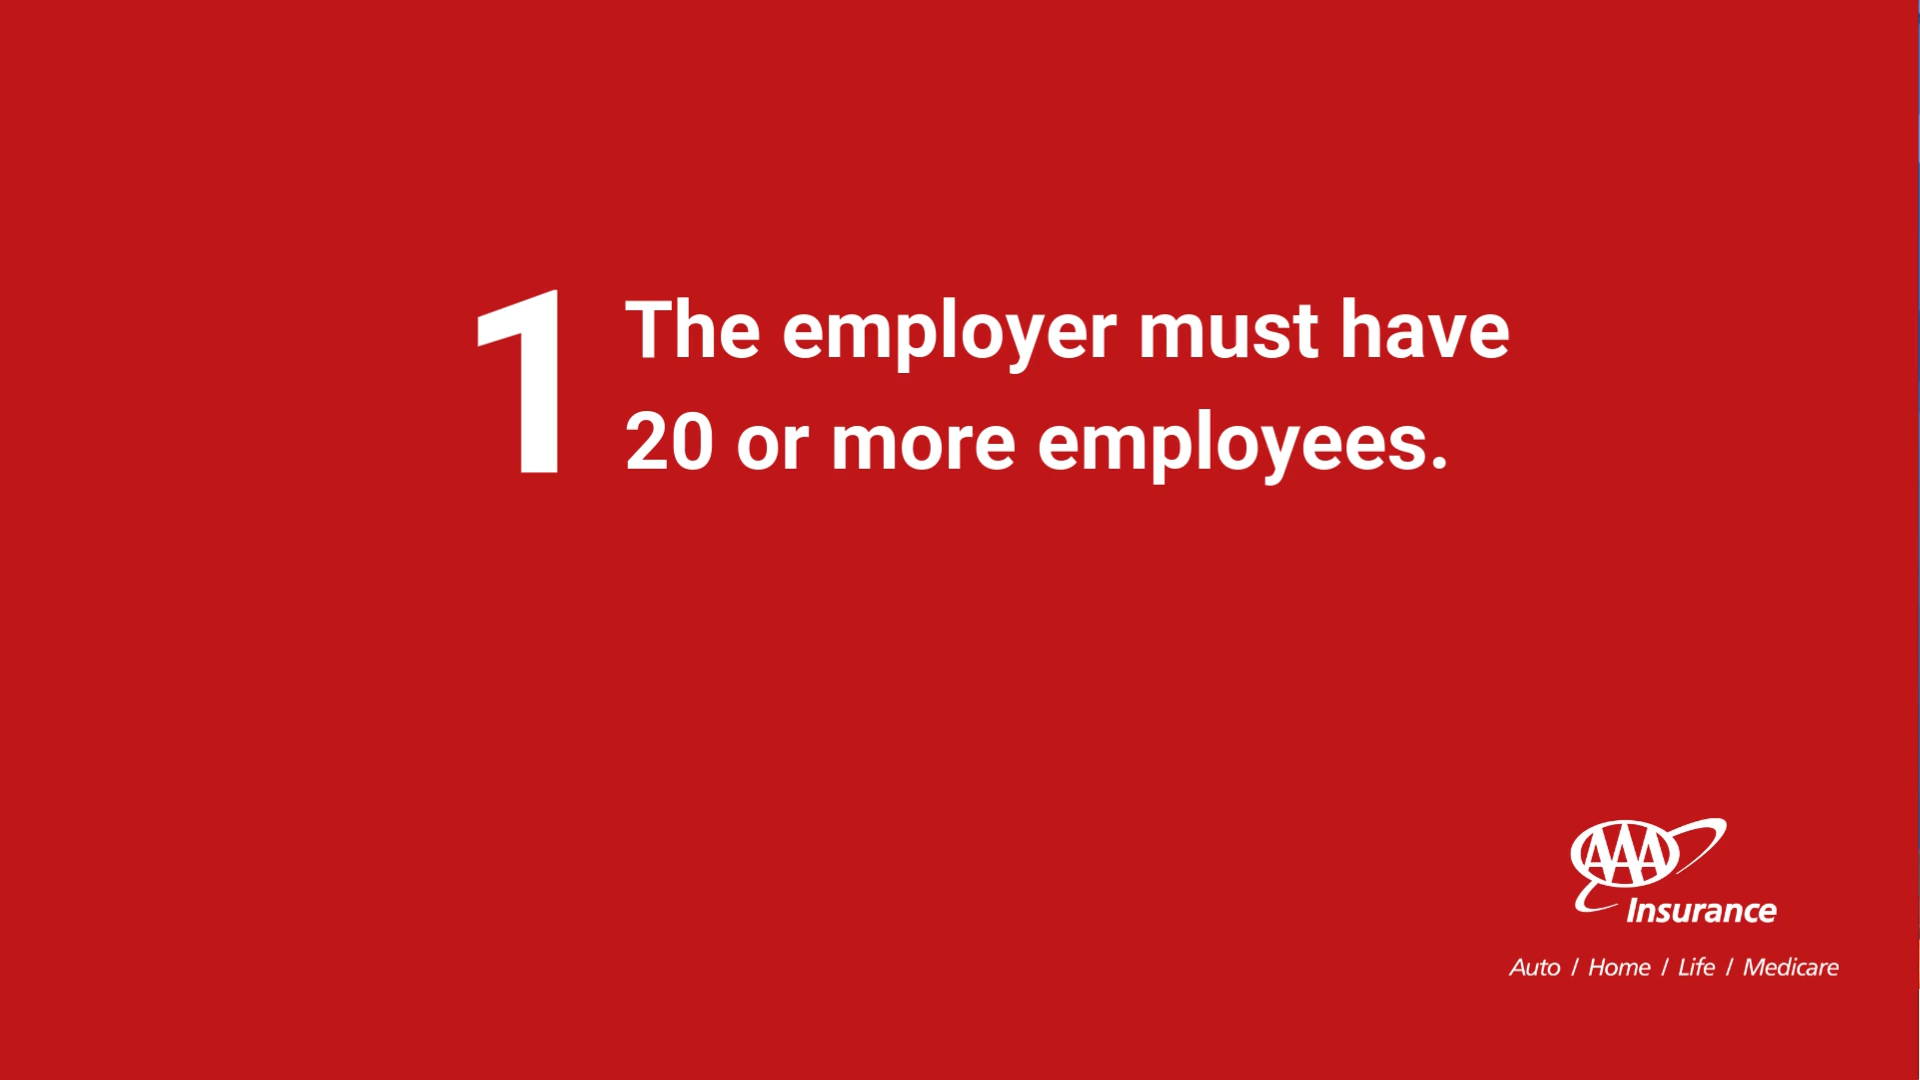 1
The employer must have
20 or more employees.
AAA
Insurance
Auto / Home / Life / Medicare